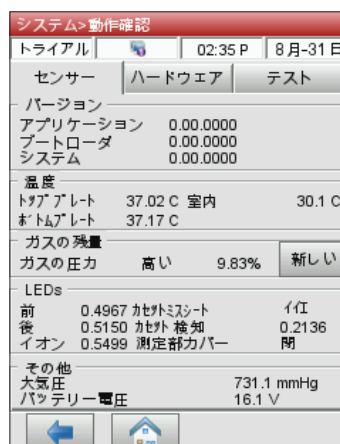 システム>動作確認
トライアル 02:35 P 8月-31日
センサー ハードウェア テスト
バージョン
アプリケーション 0.00.0000
ブートローダ 0.00.0000
システム 0.00.0000
温度
トッププレート 37.02 C 室内 30.1 C
ボトムプレート 37.17 C
ガスの残量
ガスの圧力 高い 9.83% 新しい
LEDs
前 0.4967 カセットミスシート イイエ
後 0.5150 カセット検知 0.2136
イオン 0.5499 測定部カバー 開
その他
大気圧 731.1 mmHg
バッテリー電圧 16.1 V